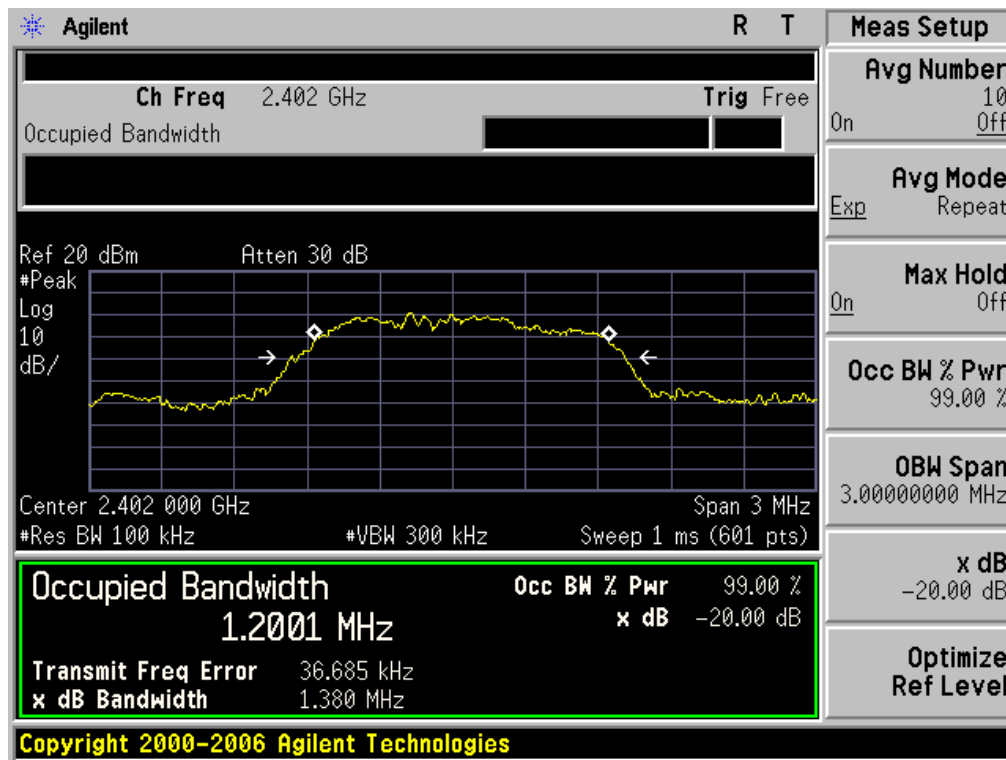 Agilent R T Meas Setup
Ch Freq 2.402 GHz Trig Free
Occupied Bandwidth
Avg Number
10
On Off
Avg Mode
Exp Repeat
Max Hold
On Off
Occ BW % Pwr
99.00 %
OBW Span
3.00000000 MHz
x dB
-20.00 dB
Optimize
Ref Level
Ref 20 dBm Atten 30 dB
#Peak
Log
10
dB/
Center 2.402 000 GHz Span 3 MHz
#Res BW 100 kHz #VBW 300 kHz Sweep 1 ms (601 pts)
Occupied Bandwidth Occ BW % Pwr 99.00 %
1.2001 MHz x dB -20.00 dB
Transmit Freq Error 36.685 kHz
x dB Bandwidth 1.380 MHz
Copyright 2000-2006 Agilent Technologies